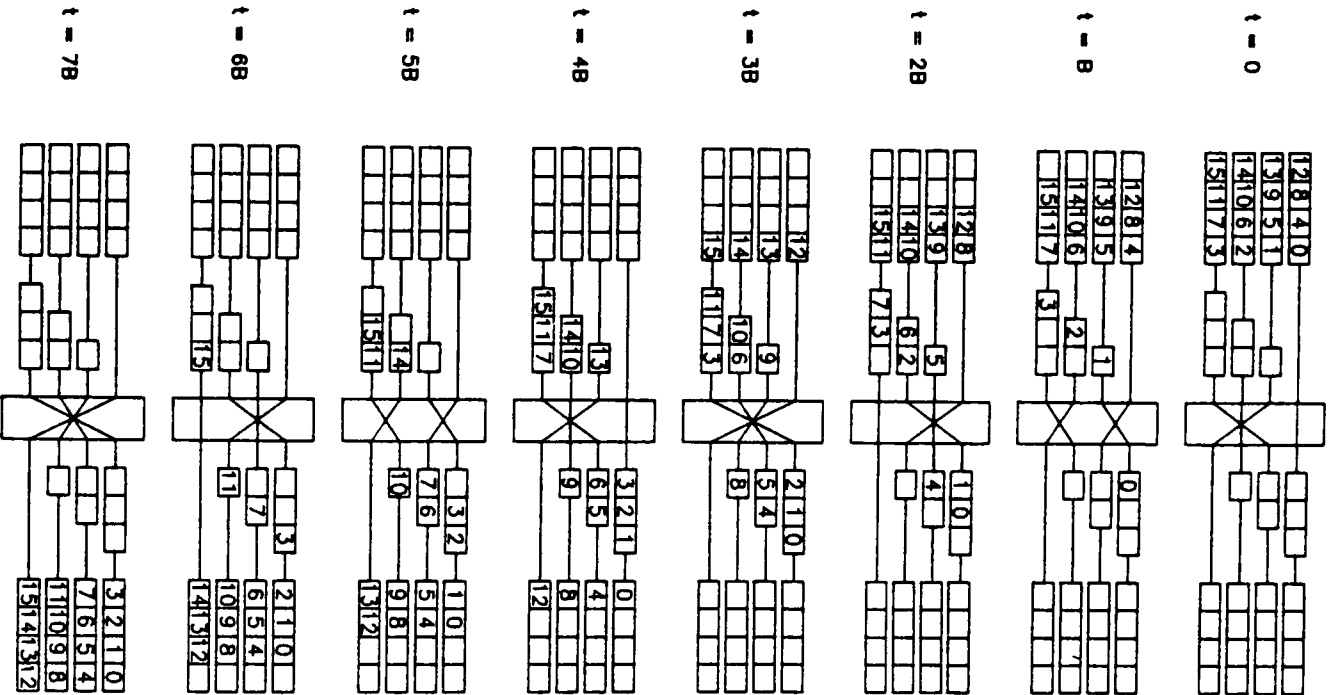 t = 0
12 8 4 0
13 9 5 1
14 10 6 2
15 11 7 3
t = B
12 8 4 0
13 9 5 1
14 10 6 2
15 11 7 3
t = 2B
12 8 1 0
13 9 5 4
14 10 6 2
15 11 7 3
t = 3B
12 2 1 0
13 9 5 4
14 10 6 8
15 11 7 3
t = 4B
3 2 1 0
13 6 5 4
14 10 9 8
15 11 7 12
t = 5B
3 2 1 0
7 6 5 4
14 10 9 8
15 11 13 12
t = 6B
3 2 1 0
7 6 5 4
11 10 9 8
15 14 13 12
t = 7B
3 2 1 0
7 6 5 4
11 10 9 8
15 14 13 12